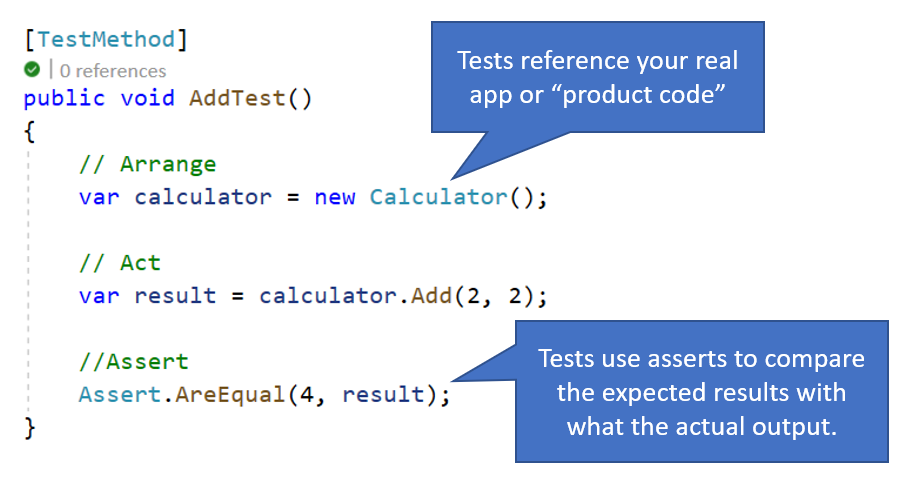 [TestMethod]
| 0 references
public void AddTest()
{
// Arrange
var calculator = new Calculator();
// Act
var result = calculator.Add(2, 2);
//Assert
Assert.AreEqual(4, result);
}
Tests reference your real
app or “product code”
Tests use asserts to compare
the expected results with
what the actual output.